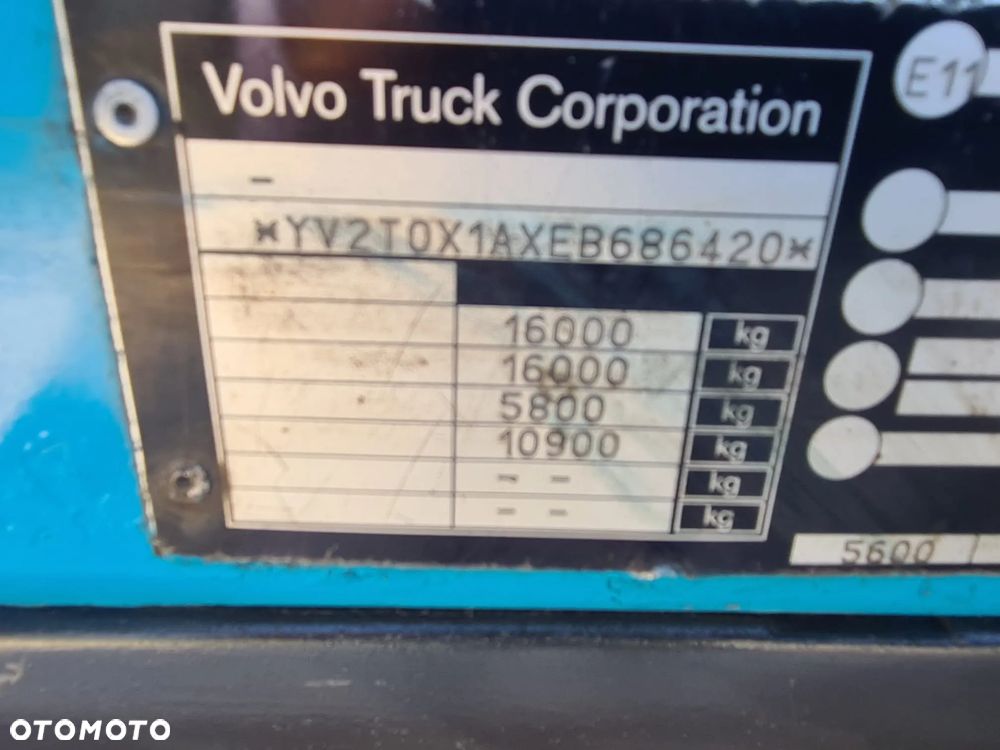 Volvo Truck Corporation
-
*YV2T0X1AXEB686420*
16000 kg
16000 kg
5800 kg
10900 kg
- - kg
- - kg
E11
5600
OTOMOTO